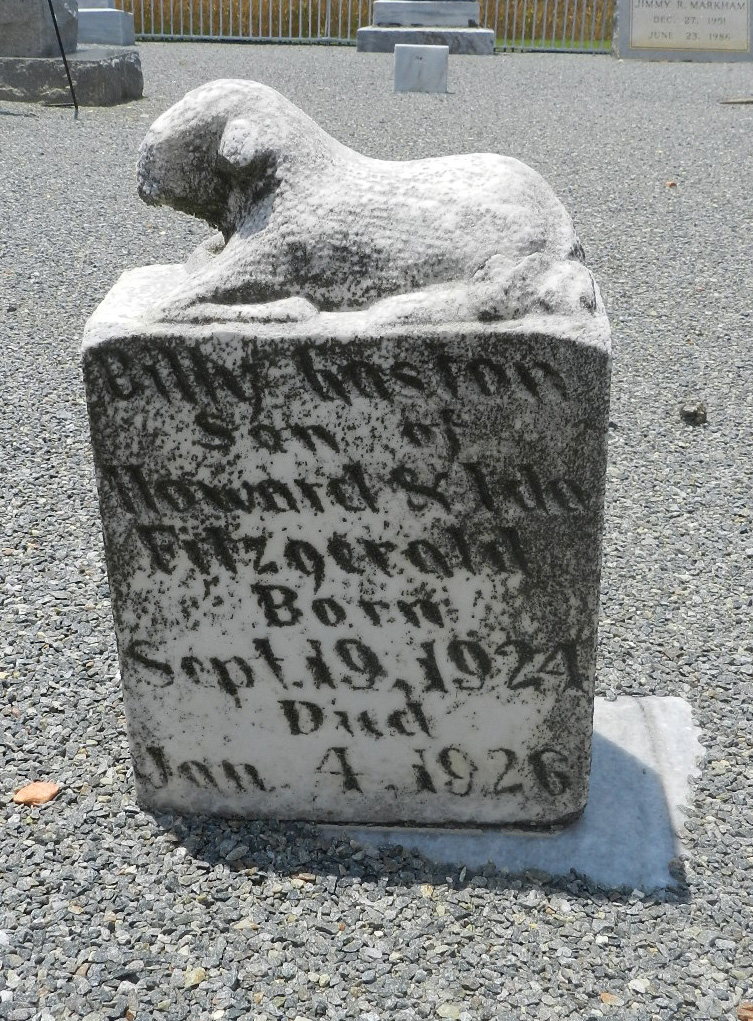 JIMMY R. MARKHAM
DEC. 27, 1951
JUNE 23, 1986
Billy Gaston
Son of
Howard & Ida
Fitzgerald
Born
Sept. 19, 1924
Died
Jan. 4, 1926